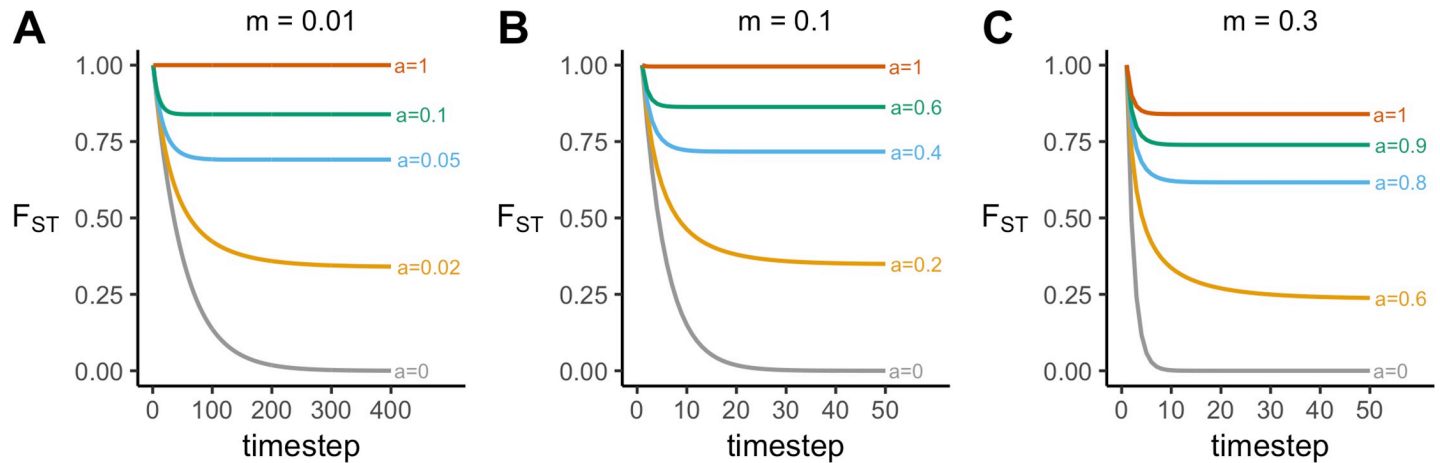 A
m = 0.01
1.00
0.75
0.50
0.25
0.00
FST
0 100 200 300 400
timestep
a=1
a=0.1
a=0.05
a=0.02
a=0
B
m = 0.1
1.00
0.75
0.50
0.25
0.00
FST
0 10 20 30 40 50
timestep
a=1
a=0.6
a=0.4
a=0.2
a=0
C
m = 0.3
1.00
0.75
0.50
0.25
0.00
FST
0 10 20 30 40 50
timestep
a=1
a=0.9
a=0.8
a=0.6
a=0